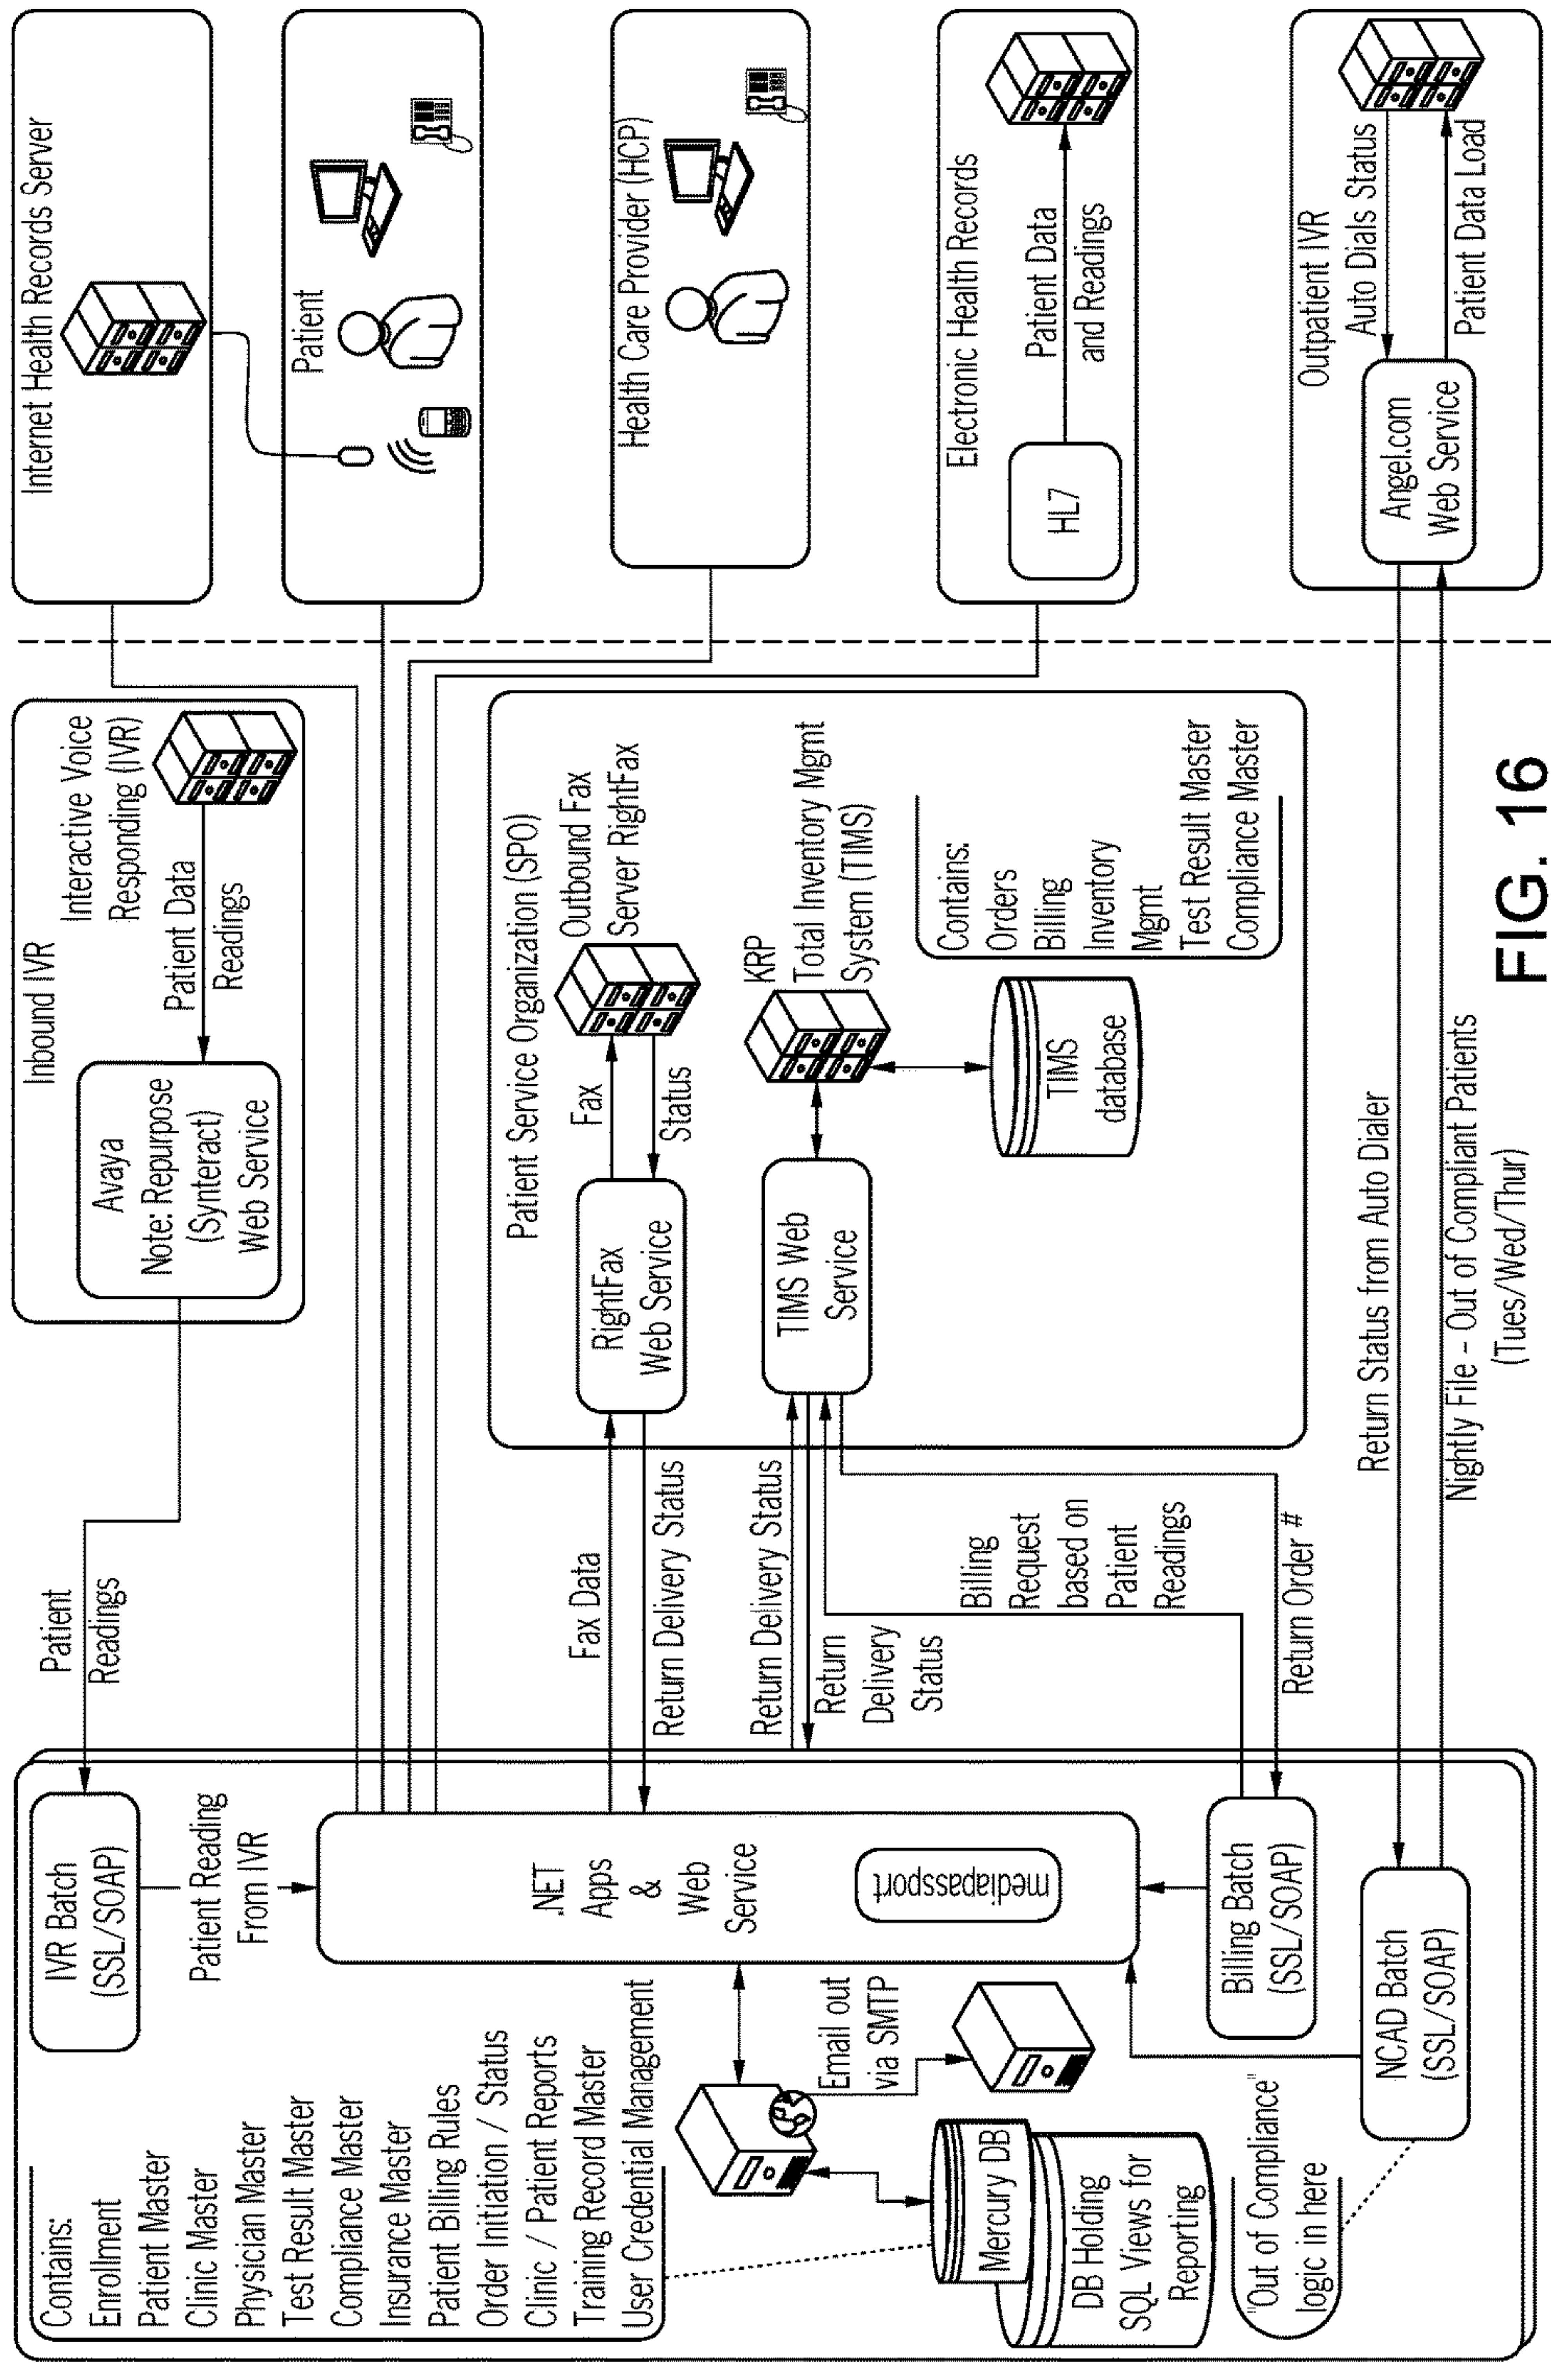 Contains:
Enrollment
Patient Master
Clinic Master
Physician Master
Test Result Master
Compliance Master
Insurance Master
Patient Billing Rules
Order Initiation / Status
Clinic / Patient Reports
Training Record Master
User Credential Management
IVR Batch
(SSL/SOAP)
Patient Reading
From IVR
.NET
Apps
&
Web
Service
mediapassport
Email out
via SMTP
Mercury DB
DB Holding
SQL Views for
Reporting
"Out of Compliance"
logic in here
Billing Batch
(SSL/SOAP)
NCAD Batch
(SSL/SOAP)
Patient
Readings
Fax Data
Return Delivery Status
Return Delivery Status
Return
Delivery
Status
Billing
Request
based on
Patient
Readings
Return Order #
Return Status from Auto Dialer
Nightly File - Out of Compliant Patients
(Tues/Wed/Thur)
Inbound IVR
Avaya
Note: Repurpose
(Synteract)
Web Service
Patient Data
Readings
Interactive Voice
Responding (IVR)
Patient Service Organization (SPO)
RightFax
Web Service
Fax
Status
Outbound Fax
Server RightFax
TIMS Web
Service
KRP
Total Inventory Mgmt
System (TIMS)
TIMS
database
Contains:
Orders
Billing
Inventory
Mgmt
Test Result Master
Compliance Master
Internet Health Records Server
Patient
Health Care Provider (HCP)
Electronic Health Records
HL7
Patient Data
and Readings
Outpatient IVR
Angel.com
Web Service
Auto Dials Status
Patient Data Load
FIG. 16